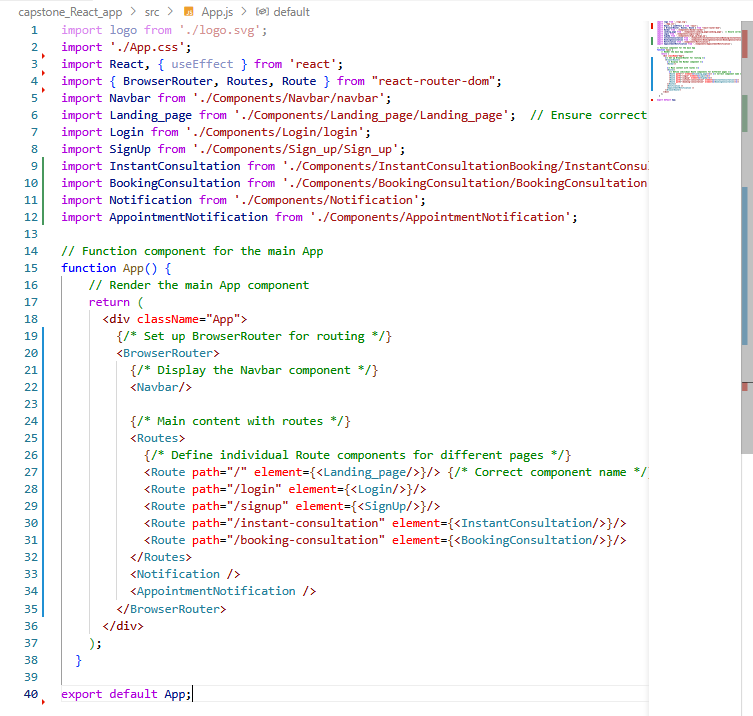 capstone_React_app > src > App.js > default
1 import logo from './logo.svg';
2 import './App.css';
3 import React, { useEffect } from 'react';
4 import { BrowserRouter, Routes, Route } from "react-router-dom";
5 import Navbar from './Components/Navbar/navbar';
6 import Landing_page from './Components/Landing_page/Landing_page';  // Ensure correct
7 import Login from './Components/Login/login';
8 import SignUp from './Components/Sign_up/Sign_up';
9 import InstantConsultation from './Components/InstantConsultationBooking/InstantConsu
10 import BookingConsultation from './Components/BookingConsultation/BookingConsultation
11 import Notification from './Components/Notification';
12 import AppointmentNotification from './Components/AppointmentNotification';
13
14 // Function component for the main App
15 function App() {
16     // Render the main App component
17     return (
18       <div className="App">
19         {/* Set up BrowserRouter for routing */}
20         <BrowserRouter>
21           {/* Display the Navbar component */}
22           <Navbar/>
23
24           {/* Main content with routes */}
25           <Routes>
26             {/* Define individual Route components for different pages */}
27             <Route path="/" element={<Landing_page/>}/> {/* Correct component name */
28             <Route path="/login" element={<Login/>}/>
29             <Route path="/signup" element={<SignUp/>}/>
30             <Route path="/instant-consultation" element={<InstantConsultation/>}/>
31             <Route path="/booking-consultation" element={<BookingConsultation/>}/>
32           </Routes>
33           <Notification />
34           <AppointmentNotification />
35         </BrowserRouter>
36       </div>
37     );
38   }
39
40 export default App;